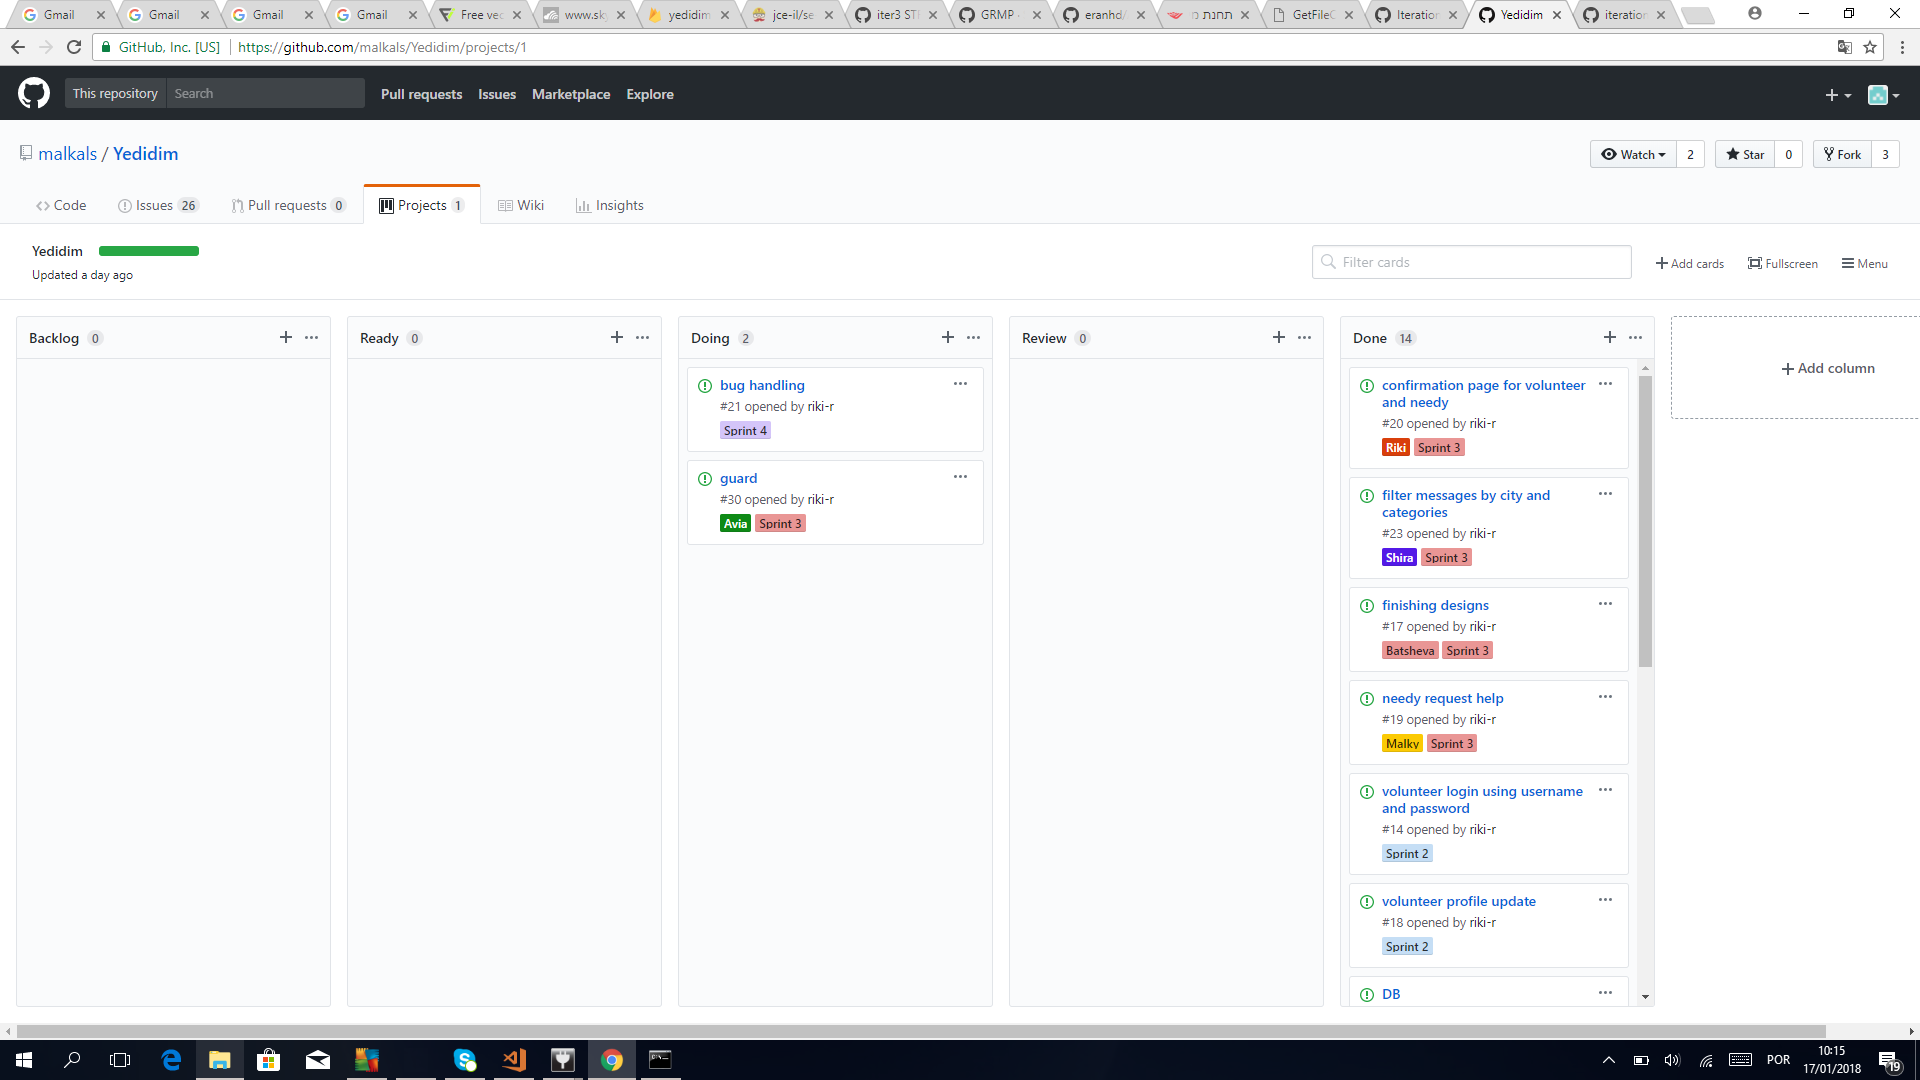 Gmail
Gmail
Gmail
Gmail
Free vec
www.sk
yedidim
jce-il/se
iter3 ST
GRMP
eranhd/
תחנת מ
GetFileC
Iteration
Yedidim
iteration
GitHub, Inc. [US]
https://github.com/malkals/Yedidim/projects/1
This repository
Search
Pull requests
Issues
Marketplace
Explore
malkals / Yedidim
Watch 2
Star 0
Fork 3
Code
Issues 26
Pull requests 0
Projects 1
Wiki
Insights
Yedidim
Updated a day ago
Filter cards
Add cards
Fullscreen
Menu
Backlog 0
Ready 0
Doing 2
bug handling
#21 opened by riki-r
Sprint 4
guard
#30 opened by riki-r
Avia Sprint 3
Review 0
Done 14
confirmation page for volunteer
and needy
#20 opened by riki-r
Riki Sprint 3
filter messages by city and
categories
#23 opened by riki-r
Shira Sprint 3
finishing designs
#17 opened by riki-r
Batsheva Sprint 3
needy request help
#19 opened by riki-r
Malky Sprint 3
volunteer login using username
and password
#14 opened by riki-r
Sprint 2
volunteer profile update
#18 opened by riki-r
Sprint 2
DB
Add column
POR
10:15
17/01/2018
19